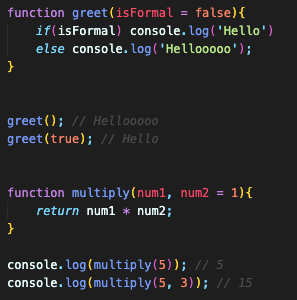 function greet(isFormal = false){
    if(isFormal) console.log('Hello')
    else console.log('Hellooooo');
}
greet(); // Hellooooo
greet(true); // Hello
function multiply(num1, num2 = 1){
    return num1 * num2;
}
console.log(multiply(5)); // 5
console.log(multiply(5, 3)); // 15